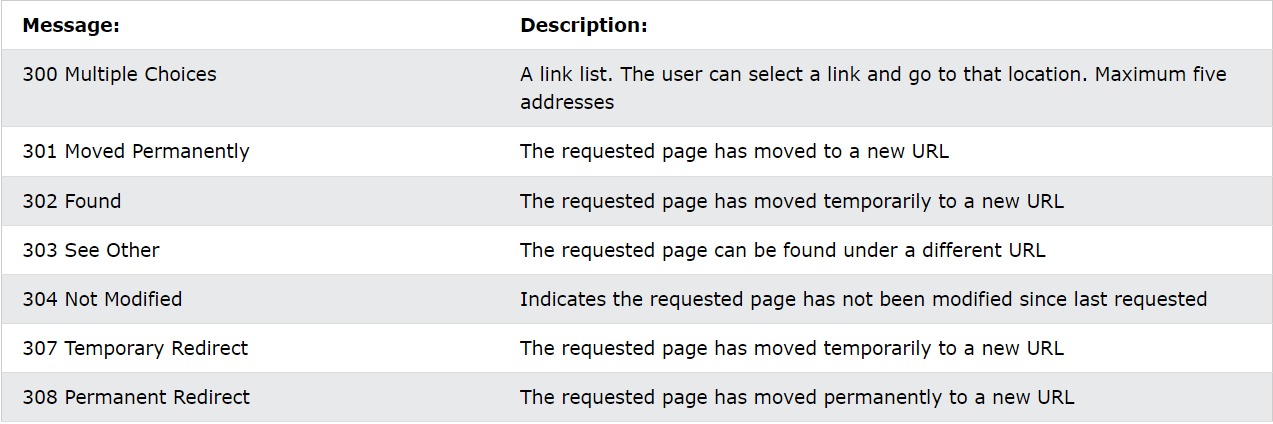 Message: Description:
300 Multiple Choices A link list. The user can select a link and go to that location. Maximum five
addresses
301 Moved Permanently The requested page has moved to a new URL
302 Found The requested page has moved temporarily to a new URL
303 See Other The requested page can be found under a different URL
304 Not Modified Indicates the requested page has not been modified since last requested
307 Temporary Redirect The requested page has moved temporarily to a new URL
308 Permanent Redirect The requested page has moved permanently to a new URL